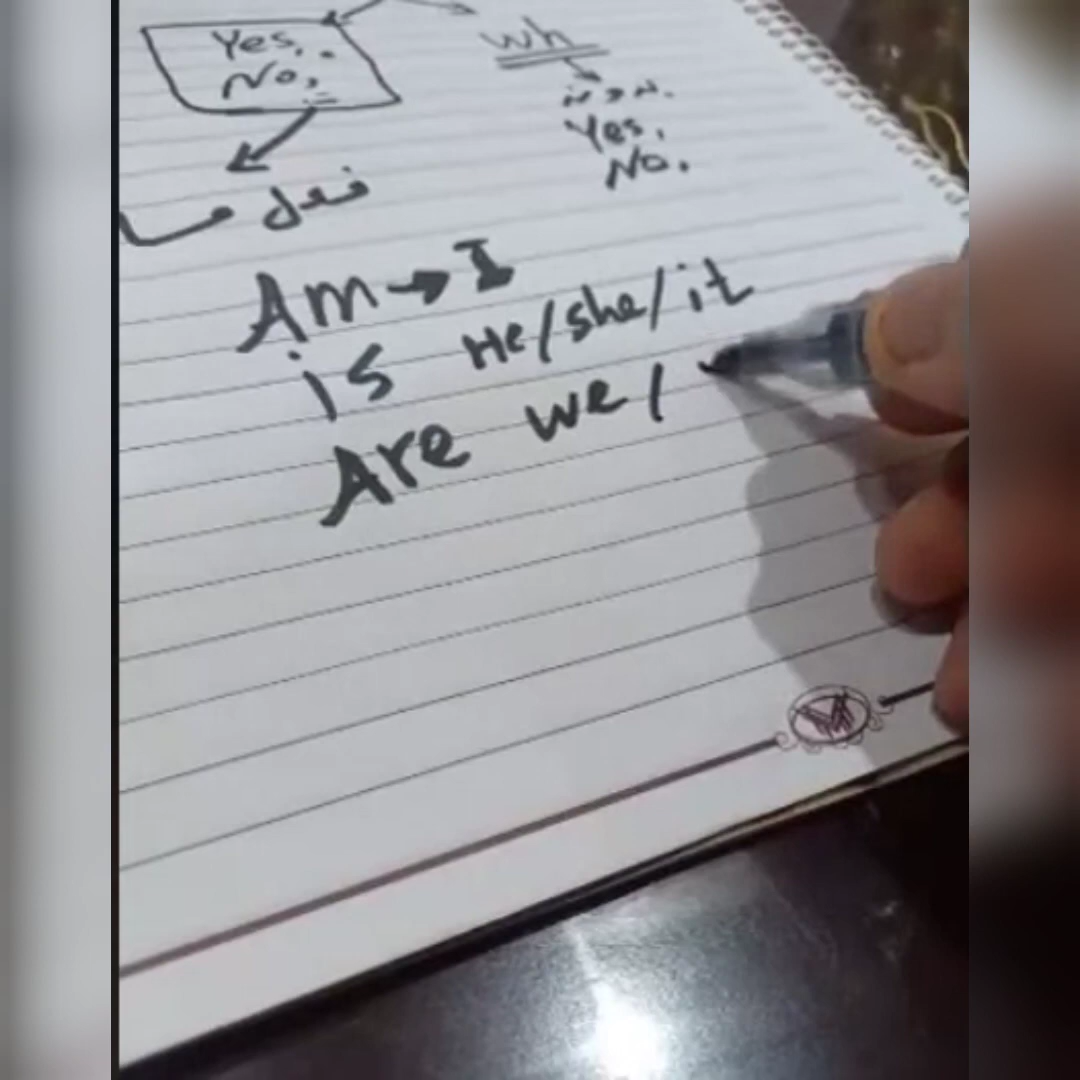 Yes,
No,
Wh
Yes,
No.
فعل
Am → I
is He/she/it
Are we/